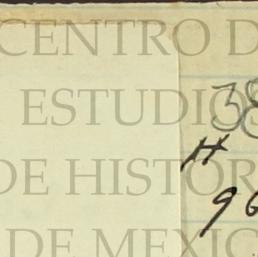 CENTRO D
ESTUDIOS
38
H
DE HISTOR
96
DE MEXIC